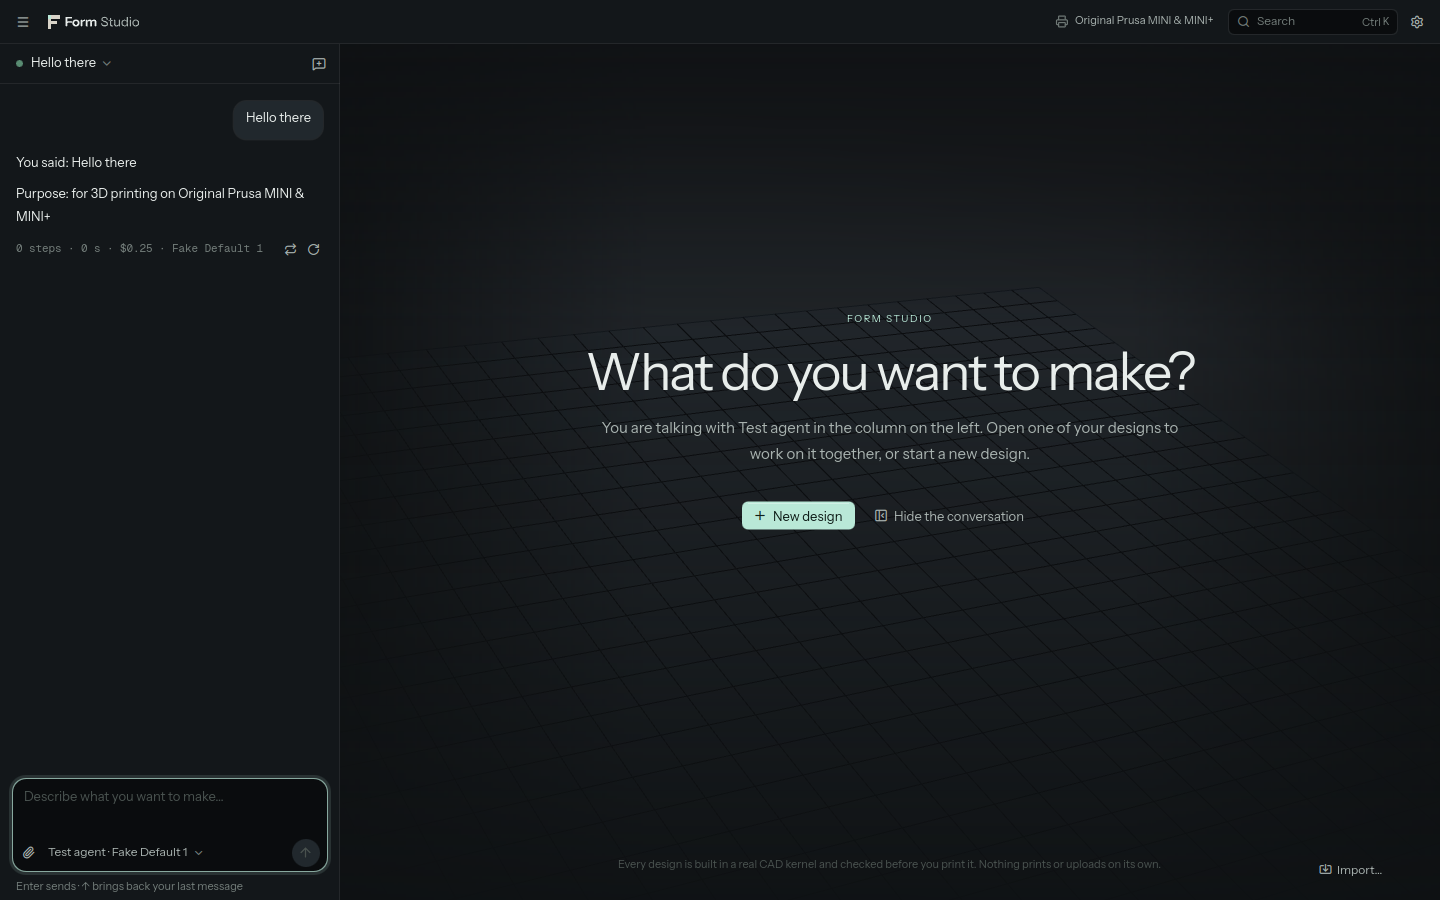 Form Studio
Original Prusa MINI & MINI+
Search
Ctrl K
Hello there
Hello there
You said: Hello there
Purpose: for 3D printing on Original Prusa MINI &
MINI+
0 steps · 0 s · $0.25 · Fake Default 1
FORM STUDIO
What do you want to make?
You are talking with Test agent in the column on the left. Open one of your designs to
work on it together, or start a new design.
New design
Hide the conversation
Describe what you want to make...
Test agent · Fake Default 1
Enter sends · ↑ brings back your last message
Every design is built in a real CAD kernel and checked before you print it. Nothing prints or uploads on its own.
Import...